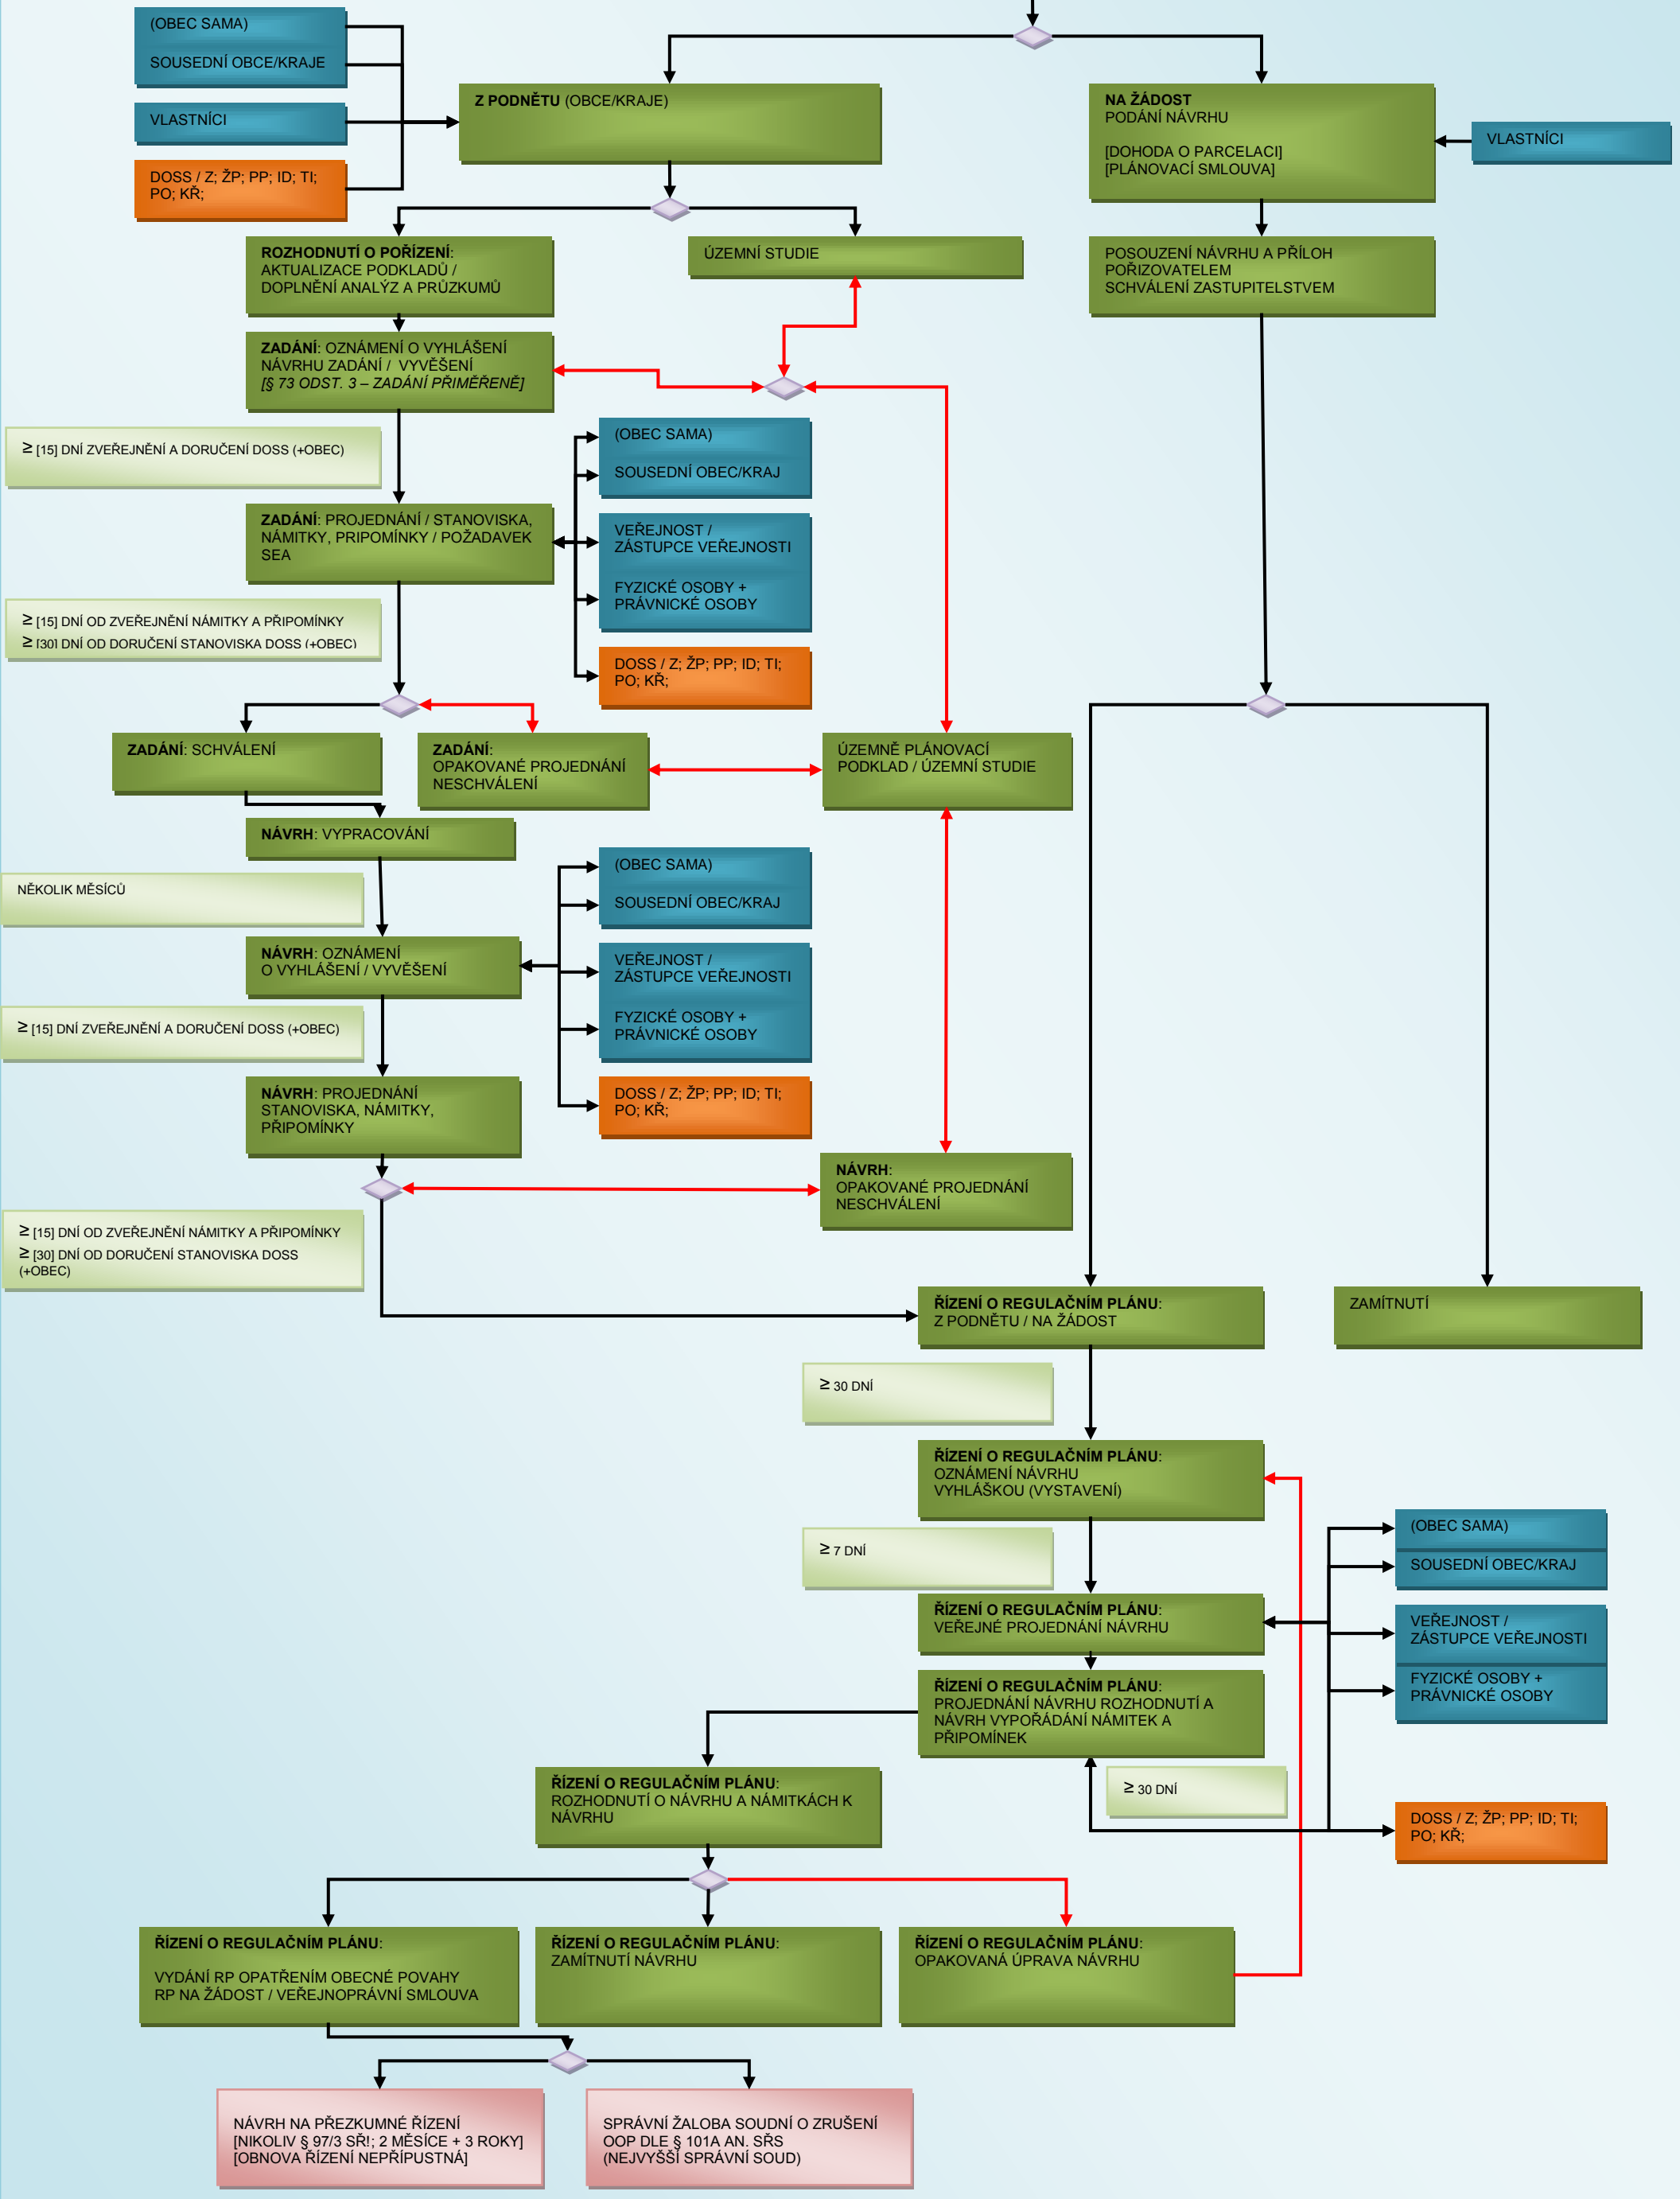 (OBEC SAMA)
SOUSEDNÍ OBCE/KRAJE
VLASTNÍCI
DOSS / Z; ŽP; PP; ID; TI;
PO; KŘ;
Z PODNĚTU (OBCE/KRAJE)
NA ŽÁDOST
PODÁNÍ NÁVRHU
[DOHODA O PARCELACI]
[PLÁNOVACÍ SMLOUVA]
VLASTNÍCI
ROZHODNUTÍ O POŘÍZENÍ:
AKTUALIZACE PODKLADŮ /
DOPLNĚNÍ ANALÝZ A PRŮZKUMŮ
ÚZEMNÍ STUDIE
POSOUZENÍ NÁVRHU A PŘÍLOH
POŘIZOVATELEM
SCHVÁLENÍ ZASTUPITELSTVEM
ZADÁNÍ: OZNÁMENÍ O VYHLÁŠENÍ
NÁVRHU ZADÁNÍ / VYVĚŠENÍ
[§ 73 ODST. 3 – ZADÁNÍ PŘIMĚŘENĚ]
≥ [15] DNÍ ZVEŘEJNĚNÍ A DORUČENÍ DOSS (+OBEC)
(OBEC SAMA)
SOUSEDNÍ OBEC/KRAJ
ZADÁNÍ: PROJEDNÁNÍ / STANOVISKA,
NÁMITKY, PRIPOMÍNKY / POŽADAVEK
SEA
VEŘEJNOST /
ZÁSTUPCE VEŘEJNOSTI
FYZICKÉ OSOBY +
PRÁVNICKÉ OSOBY
≥ [15] DNÍ OD ZVEŘEJNĚNÍ NÁMITKY A PŘIPOMÍNKY
≥ [30] DNÍ OD DORUČENÍ STANOVISKA DOSS (+OBEC)
DOSS / Z; ŽP; PP; ID; TI;
PO; KŘ;
ZADÁNÍ: SCHVÁLENÍ
ZADÁNÍ:
OPAKOVANÉ PROJEDNÁNÍ
NESCHVÁLENÍ
ÚZEMNĚ PLÁNOVACÍ
PODKLAD / ÚZEMNÍ STUDIE
NÁVRH: VYPRACOVÁNÍ
NĚKOLIK MĚSÍCŮ
(OBEC SAMA)
SOUSEDNÍ OBEC/KRAJ
NÁVRH: OZNÁMENÍ
O VYHLÁŠENÍ / VYVĚŠENÍ
VEŘEJNOST /
ZÁSTUPCE VEŘEJNOSTI
FYZICKÉ OSOBY +
PRÁVNICKÉ OSOBY
≥ [15] DNÍ ZVEŘEJNĚNÍ A DORUČENÍ DOSS (+OBEC)
NÁVRH: PROJEDNÁNÍ
STANOVISKA, NÁMITKY,
PŘIPOMÍNKY
DOSS / Z; ŽP; PP; ID; TI;
PO; KŘ;
NÁVRH:
OPAKOVANÉ PROJEDNÁNÍ
NESCHVÁLENÍ
≥ [15] DNÍ OD ZVEŘEJNĚNÍ NÁMITKY A PŘIPOMÍNKY
≥ [30] DNÍ OD DORUČENÍ STANOVISKA DOSS
(+OBEC)
ŘÍZENÍ O REGULAČNÍM PLÁNU:
Z PODNĚTU / NA ŽÁDOST
ZAMÍTNUTÍ
≥ 30 DNÍ
ŘÍZENÍ O REGULAČNÍM PLÁNU:
OZNÁMENÍ NÁVRHU
VYHLÁŠKOU (VYSTAVENÍ)
≥ 7 DNÍ
(OBEC SAMA)
SOUSEDNÍ OBEC/KRAJ
ŘÍZENÍ O REGULAČNÍM PLÁNU:
VEŘEJNÉ PROJEDNÁNÍ NÁVRHU
VEŘEJNOST /
ZÁSTUPCE VEŘEJNOSTI
FYZICKÉ OSOBY +
PRÁVNICKÉ OSOBY
ŘÍZENÍ O REGULAČNÍM PLÁNU:
PROJEDNÁNÍ NÁVRHU ROZHODNUTÍ A
NÁVRH VYPOŘÁDÁNÍ NÁMITEK A
PŘIPOMÍNEK
≥ 30 DNÍ
ŘÍZENÍ O REGULAČNÍM PLÁNU:
ROZHODNUTÍ O NÁVRHU A NÁMITKÁCH K
NÁVRHU
DOSS / Z; ŽP; PP; ID; TI;
PO; KŘ;
ŘÍZENÍ O REGULAČNÍM PLÁNU:
VYDÁNÍ RP OPATŘENÍM OBECNÉ POVAHY
RP NA ŽÁDOST / VEŘEJNOPRÁVNÍ SMLOUVA
ŘÍZENÍ O REGULAČNÍM PLÁNU:
ZAMÍTNUTÍ NÁVRHU
ŘÍZENÍ O REGULAČNÍM PLÁNU:
OPAKOVANÁ ÚPRAVA NÁVRHU
NÁVRH NA PŘEZKUMNÉ ŘÍZENÍ
[NIKOLIV § 97/3 SŘ!; 2 MĚSÍCE + 3 ROKY]
[OBNOVA ŘÍZENÍ NEPŘÍPUSTNÁ]
SPRÁVNÍ ŽALOBA SOUDNÍ O ZRUŠENÍ
OOP DLE § 101A AN. SŘS
(NEJVYŠŠÍ SPRÁVNÍ SOUD)